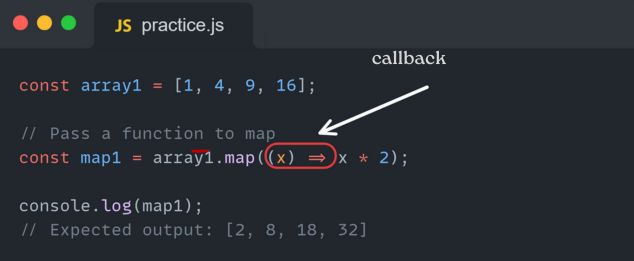 JS practice.js
callback
const array1 = [1, 4, 9, 16];
// Pass a function to map
const map1 = array1.map((x) => x * 2);
console.log(map1);
// Expected output: [2, 8, 18, 32]